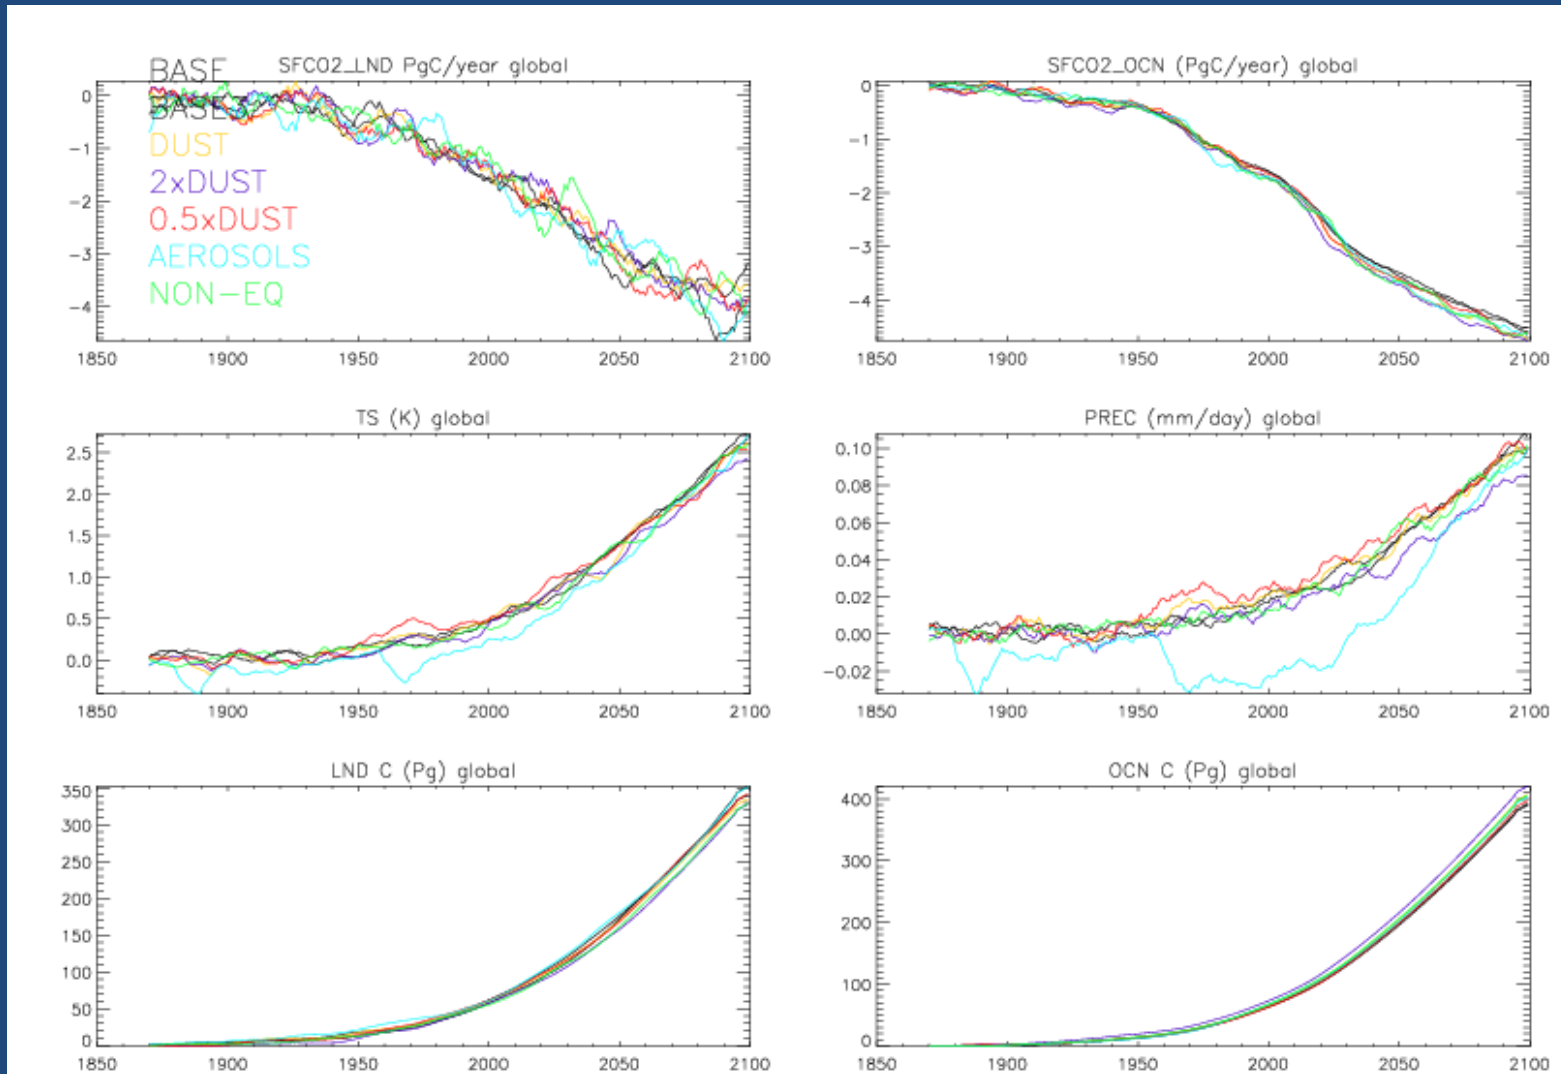 SFCO2_LND PgC/year global
BASE
BASE
DUST
2xDUST
0.5xDUST
AEROSOLS
NON-EQ
0
-1
-2
-3
-4
1850 1900 1950 2000 2050 2100
SFCO2_OCN (PgC/year) global
0
-1
-2
-3
-4
1850 1900 1950 2000 2050 2100
TS (K) global
2.5
2.0
1.5
1.0
0.5
0.0
1850 1900 1950 2000 2050 2100
PREC (mm/day) global
0.10
0.08
0.06
0.04
0.02
0.00
-0.02
1850 1900 1950 2000 2050 2100
LND C (Pg) global
350
300
250
200
150
100
50
0
1850 1900 1950 2000 2050 2100
OCN C (Pg) global
400
300
200
100
0
1850 1900 1950 2000 2050 2100